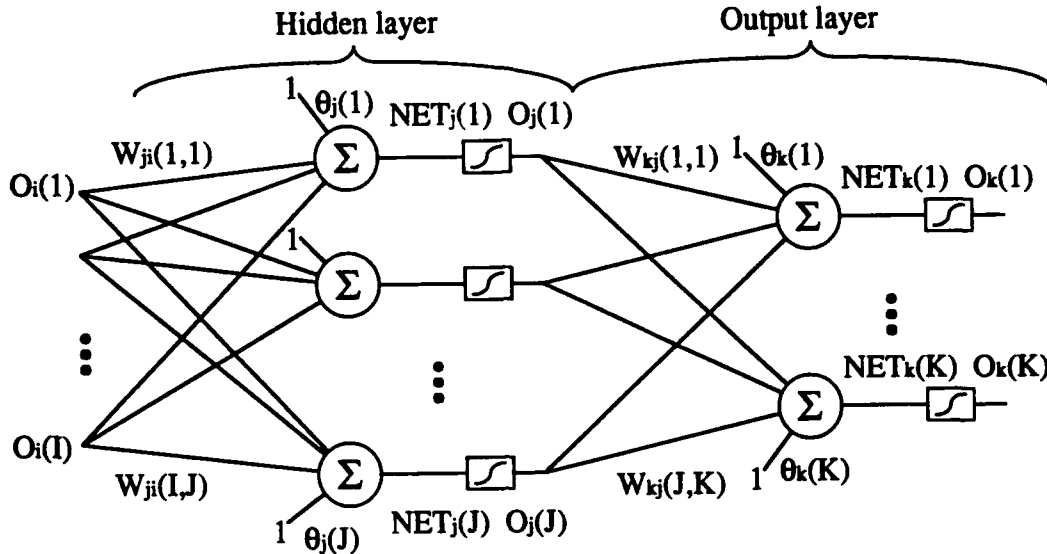 Hidden layer
Output layer
1 θj(1)
NETj(1) Oj(1)
Wji(1,1)
Σ
Wkj(1,1)
1 θk(1)
NETk(1) Ok(1)
Oi(1)
Σ
1
Σ
NETk(K) Ok(K)
Σ
Oi(I)
Wji(I,J)
Σ
Wkj(J,K)
1 θk(K)
1 θj(J)
NETj(J) Oj(J)